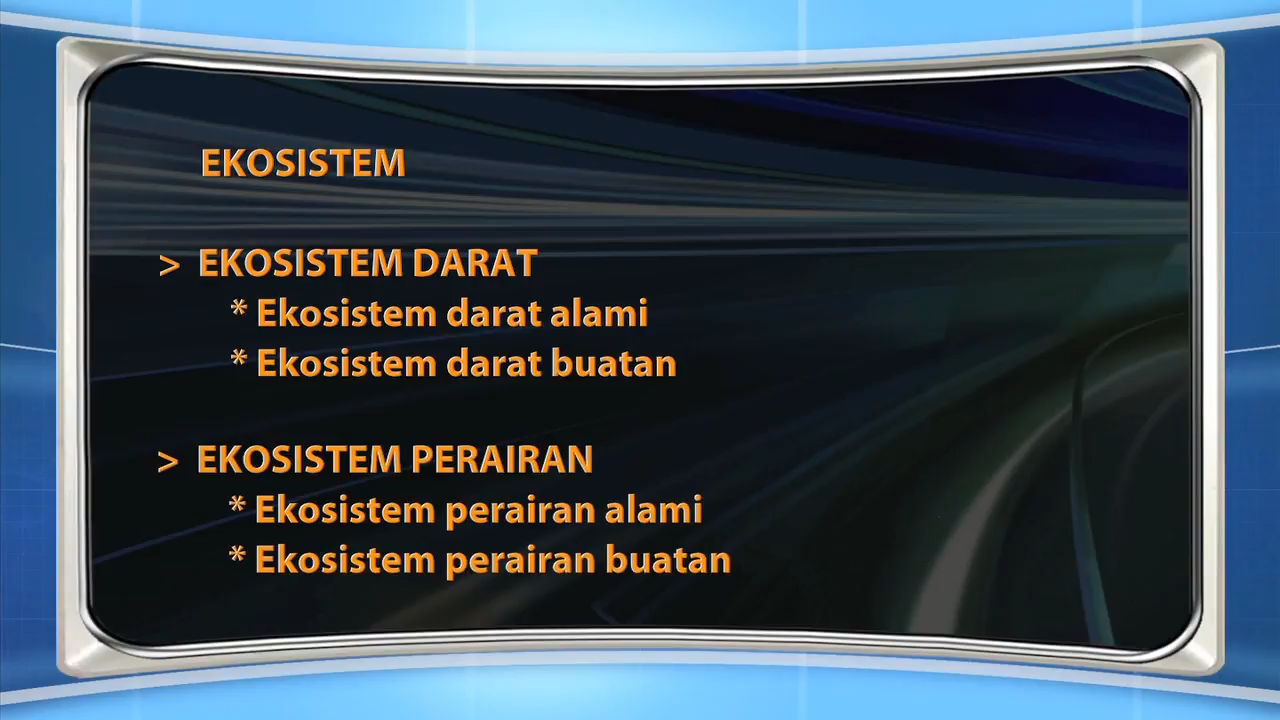 EKOSISTEM
> EKOSISTEM DARAT
* Ekosistem darat alami
* Ekosistem darat buatan
> EKOSISTEM PERAIRAN
* Ekosistem perairan alami
* Ekosistem perairan buatan